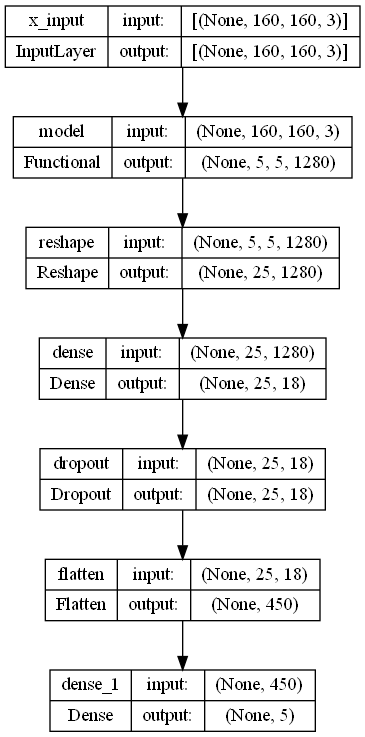 x_input input: [(None, 160, 160, 3)]
InputLayer output: [(None, 160, 160, 3)]
model input: (None, 160, 160, 3)
Functional output: (None, 5, 5, 1280)
reshape input: (None, 5, 5, 1280)
Reshape output: (None, 25, 1280)
dense input: (None, 25, 1280)
Dense output: (None, 25, 18)
dropout input: (None, 25, 18)
Dropout output: (None, 25, 18)
flatten input: (None, 25, 18)
Flatten output: (None, 450)
dense_1 input: (None, 450)
Dense output: (None, 5)